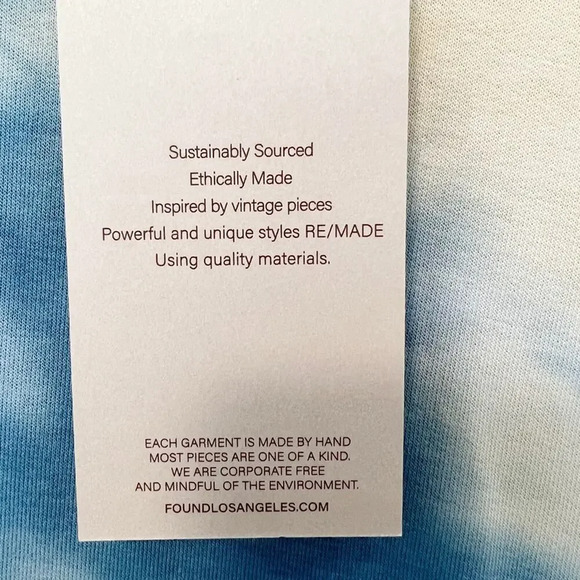 Sustainably Sourced
Ethically Made
Inspired by vintage pieces
Powerful and unique styles RE/MADE
Using quality materials.
EACH GARMENT IS MADE BY HAND
MOST PIECES ARE ONE OF A KIND.
WE ARE CORPORATE FREE
AND MINDFUL OF THE ENVIRONMENT.
FOUNDLOSANGELES.COM